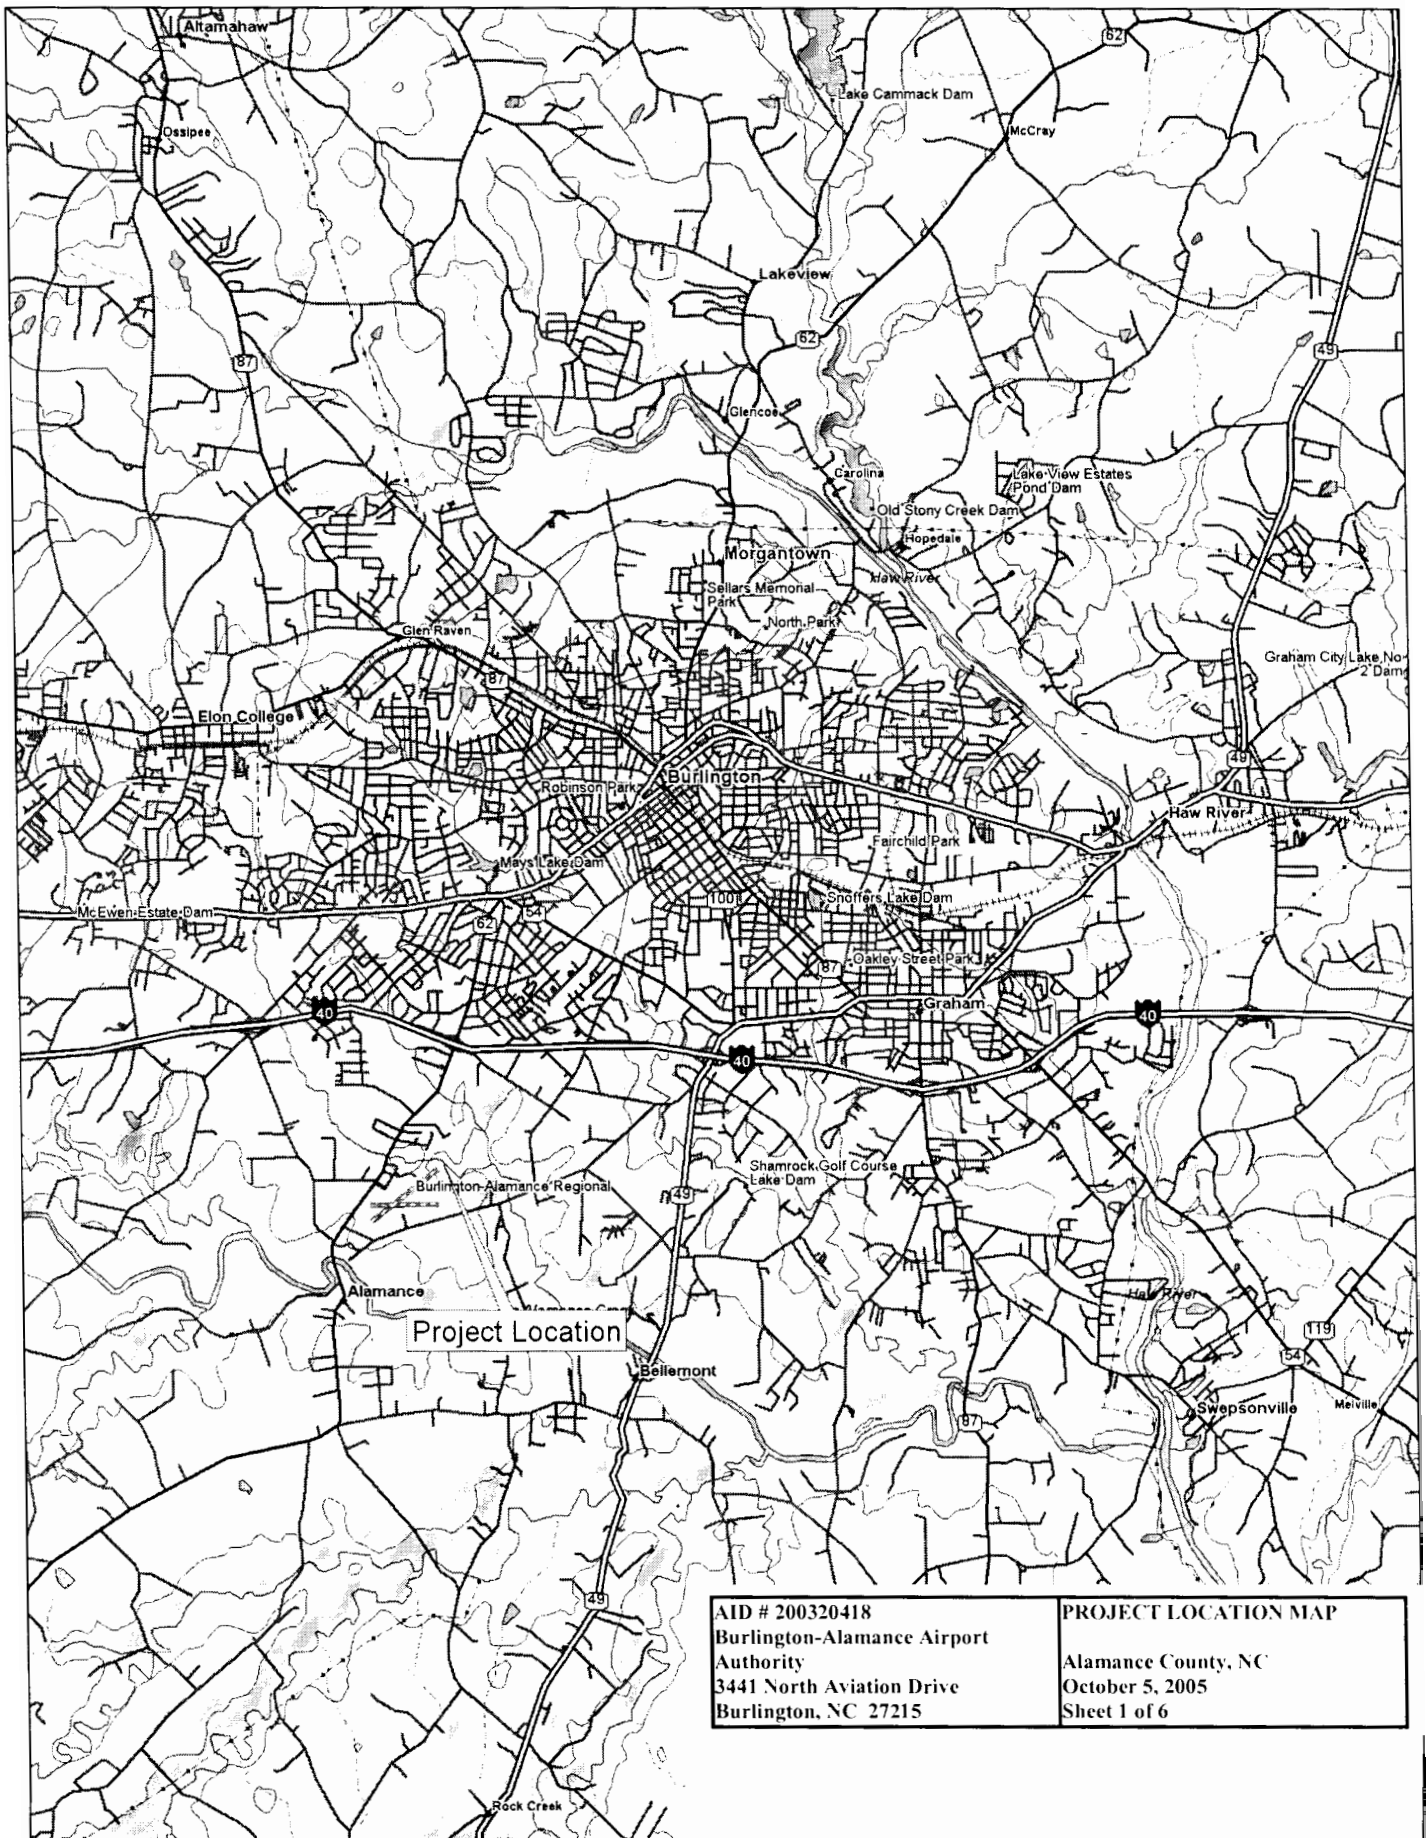 Altamahaw
62
Lake Cammack Dam
McCray
Ossipee
Lakeview
62
49
87
Glencoe
Carolina
Lake View Estates
Pond Dam
Old Stony Creek Dam
Hopedale
Morgantown
Haw River
Sellars Memorial
Park
North Park
Glen Raven
Graham City Lake No
2 Dam
87
Elon College
49
Burlington
Robinson Park
Haw River
Fairchild Park
Mays Lake Dam
100
Snoffers Lake Dam
McEwen Estate Dam
54
62
Oakley Street Park
87
Graham
40
40
40
Shamrock Golf Course
Lake Dam
Burlington-Alamance Regional
49
Alamance
Haw River
Alamance Creek
Project Location
119
54
Bellemont
Swepsonville
Melville
87
49
Rock Creek
AID # 200320418
Burlington-Alamance Airport
Authority
3441 North Aviation Drive
Burlington, NC 27215
PROJECT LOCATION MAP
Alamance County, NC
October 5, 2005
Sheet 1 of 6